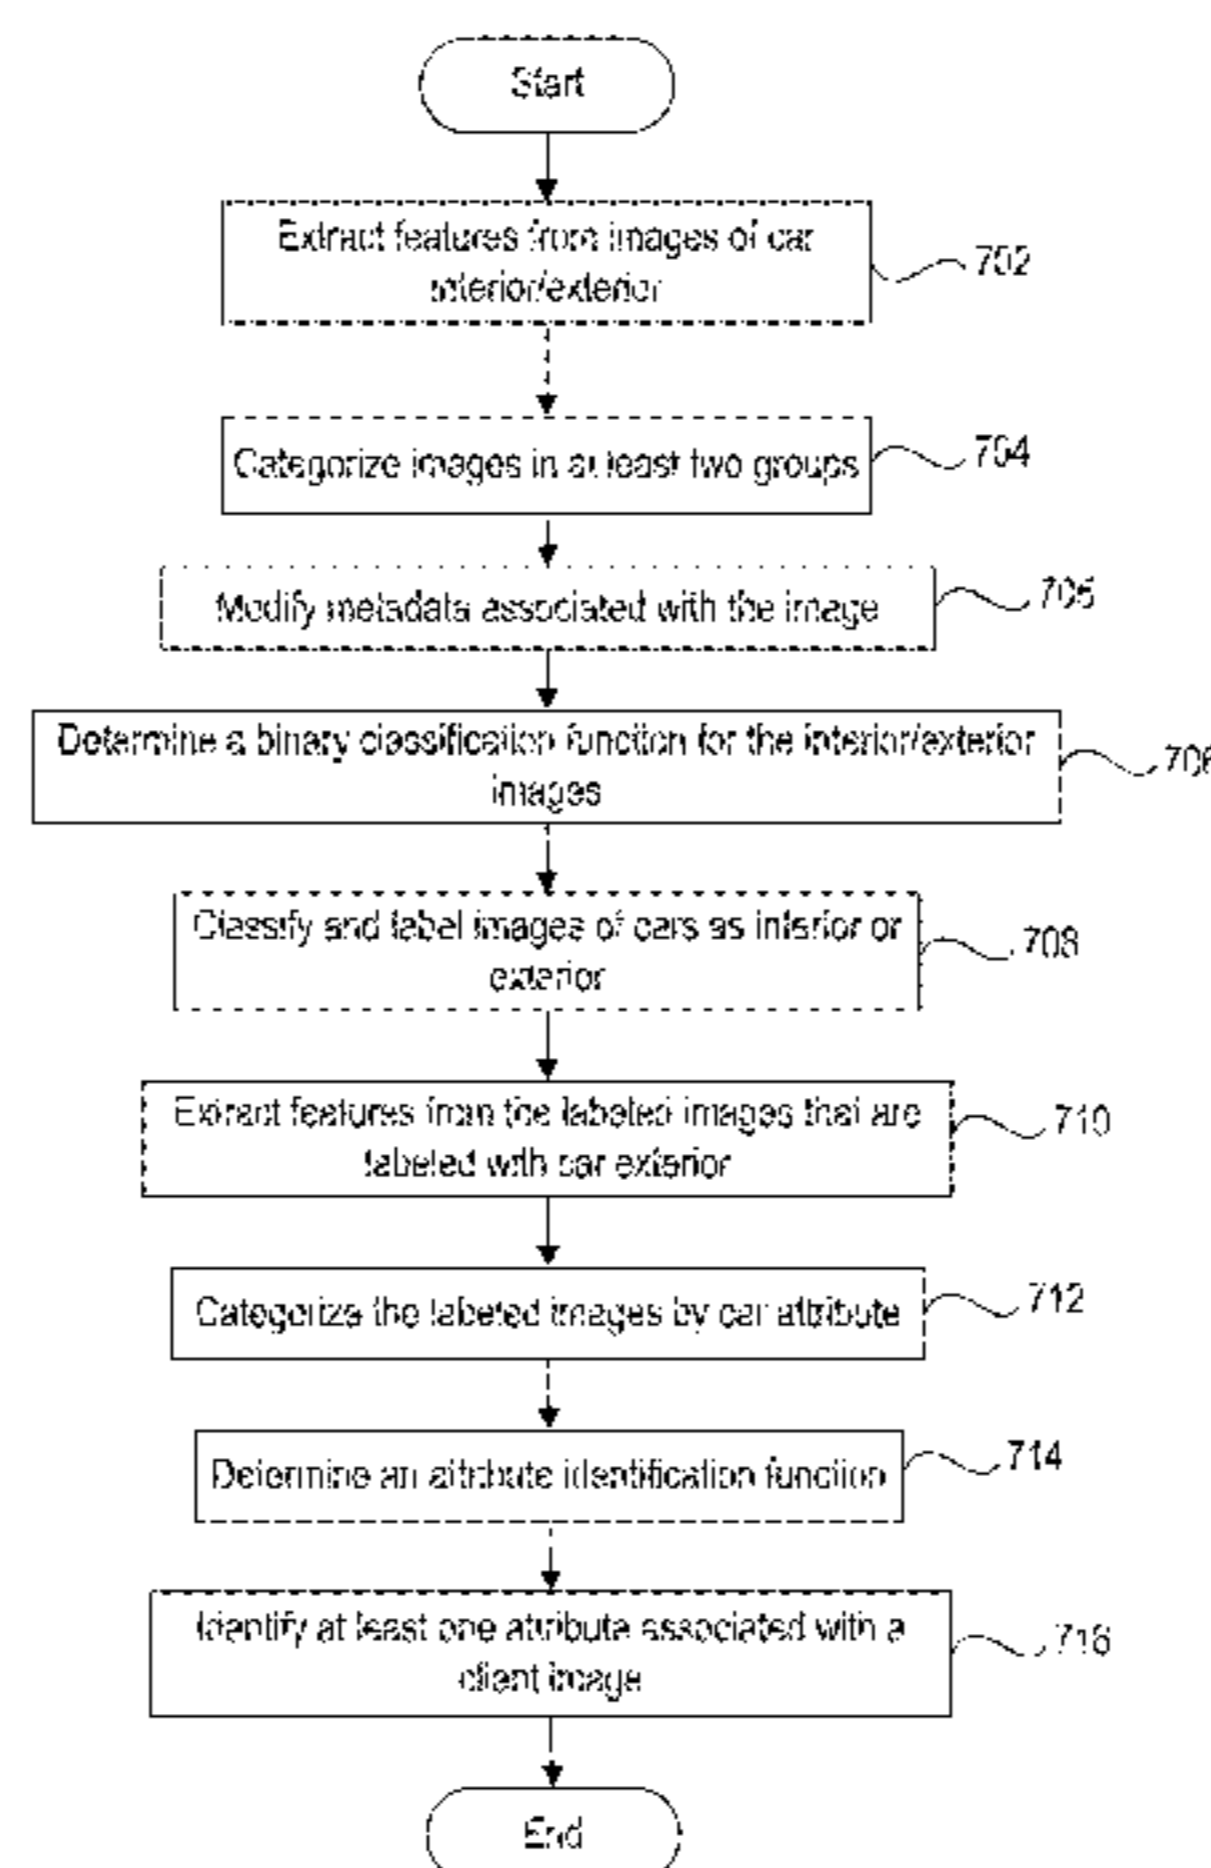 Start
Extract features from images of car
interior/exterior
702
Categorize images in at least two groups
704
Modify metadata associated with the image
705
Determine a binary classification function for the interior/exterior
images
706
Classify and label images of cars as interior or
exterior
708
Extract features from the labeled images that are
labeled with car exterior
710
Categorize the labeled images by car attribute
712
Determine an attribute identification function
714
Identify at least one attribute associated with a
client image
716
End